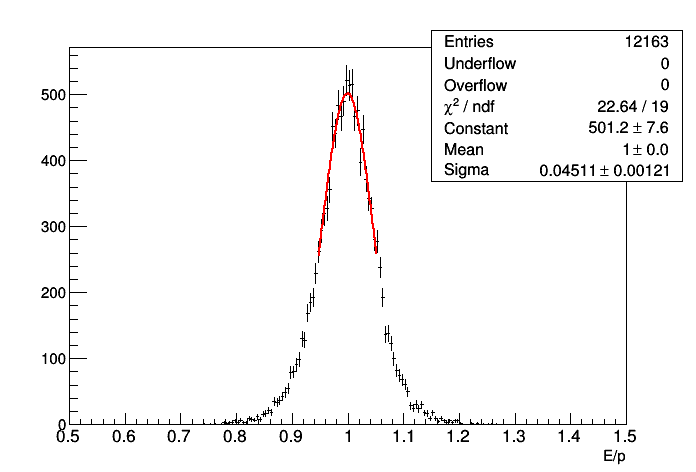 Entries 12163
Underflow 0
Overflow 0
χ² / ndf 22.64 / 19
Constant 501.2 ± 7.6
Mean 1 ± 0.0
Sigma 0.04511 ± 0.00121
500
400
300
200
100
0
0.5 0.6 0.7 0.8 0.9 1 1.1 1.2 1.3 1.4 1.5
E/p